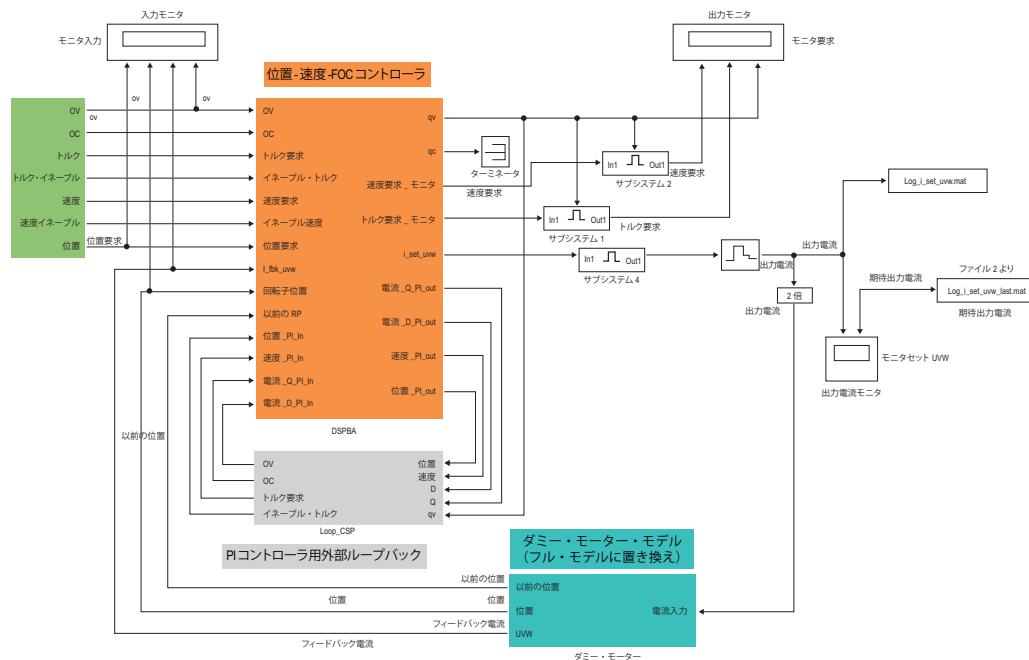 入力モニタ
モニタ入力
出力モニタ
モニタ要求
位置 - 速度 -FOC コントローラ
ov
ov
ov
OV
OC
トルク
トルク・イネーブル
速度
速度イネーブル
位置
位置要求
OV
OC
トルク要求
イネーブル・トルク
速度要求
イネーブル速度
位置要求
I_fbk_uvw
回転子位置
以前の RP
位置 _PI_In
速度 _PI_In
電流 _Q_PI_In
電流 _D_PI_In
qv
qc
速度要求 _ モニタ
トルク要求 _ モニタ
i_set_uvw
電流 _Q_PI_out
電流 _D_PI_out
速度 _PI_out
位置 _PI_out
DSPBA
ターミネータ
速度要求
In1
Out1
サブシステム 2
速度要求
In1
Out1
サブシステム 1
トルク要求
In1
Out1
サブシステム 4
出力電流
出力電流
2 倍
出力電流
Log_i_set_uvw.mat
ファイル 2 より
期待出力電流
Log_i_set_uvw_last.mat
期待出力電流
モニタセット UVW
出力電流モニタ
以前の位置
OV
OC
トルク要求
イネーブル・トルク
位置
速度
D
Q
qv
Loop_CSP
PI コントローラ用外部ループバック
ダミー・モーター・モデル
（フル・モデルに置き換え）
以前の位置
位置
位置
フィードバック電流
フィードバック電流
以前の位置
位置
UVW
電流入力
ダミー・モーター